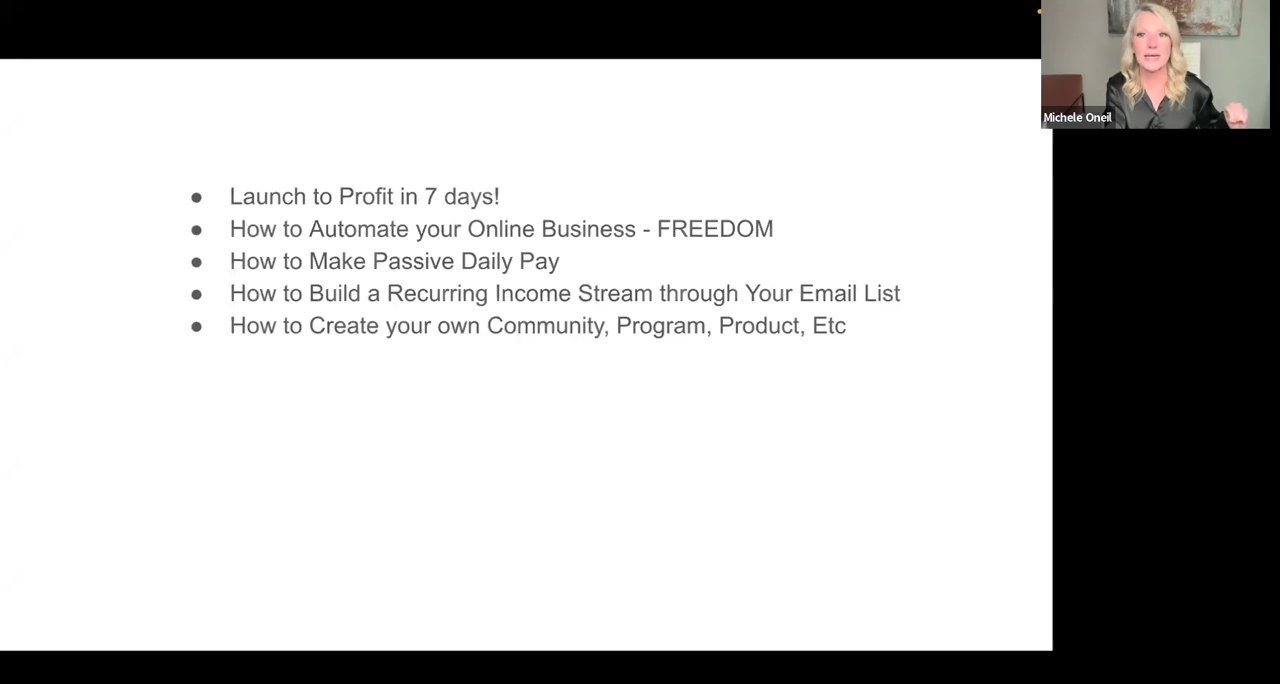 Michele Oneil
● Launch to Profit in 7 days!
● How to Automate your Online Business - FREEDOM
● How to Make Passive Daily Pay
● How to Build a Recurring Income Stream through Your Email List
● How to Create your own Community, Program, Product, Etc